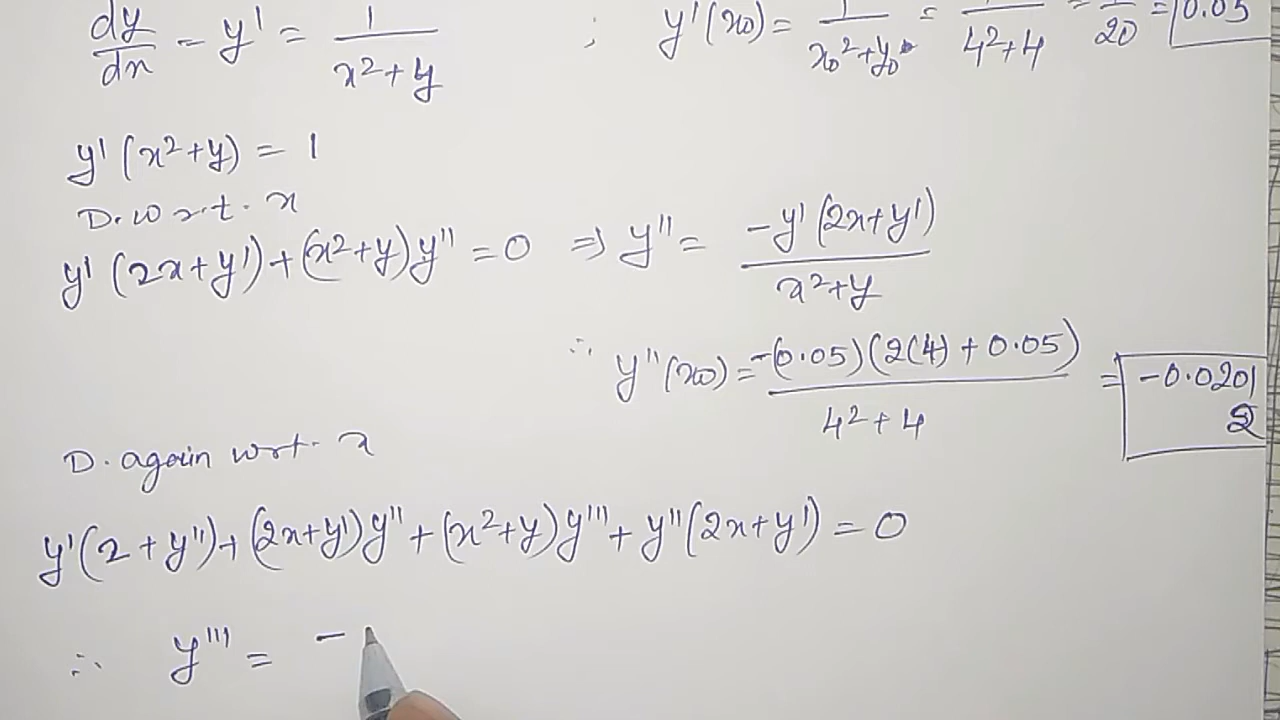 dy/dx = y' = 1/(x²+y) ; y'(x₀) = 1/(x₀²+y₀) = 1/(4²+4) = 1/20 = 0.05
y'(x²+y) = 1
D. w r.t. x
y'(2x+y')+(x²+y)y'' = 0 ⇒ y'' = -y'(2x+y')/(x²+y)
∴ y''(x₀) = -(0.05)(2(4)+0.05)/(4²+4) = -0.02012
D. again wrt. x
y'(2+y'')+(2x+y')y''+(x²+y)y'''+y''(2x+y') = 0
∴ y''' = -